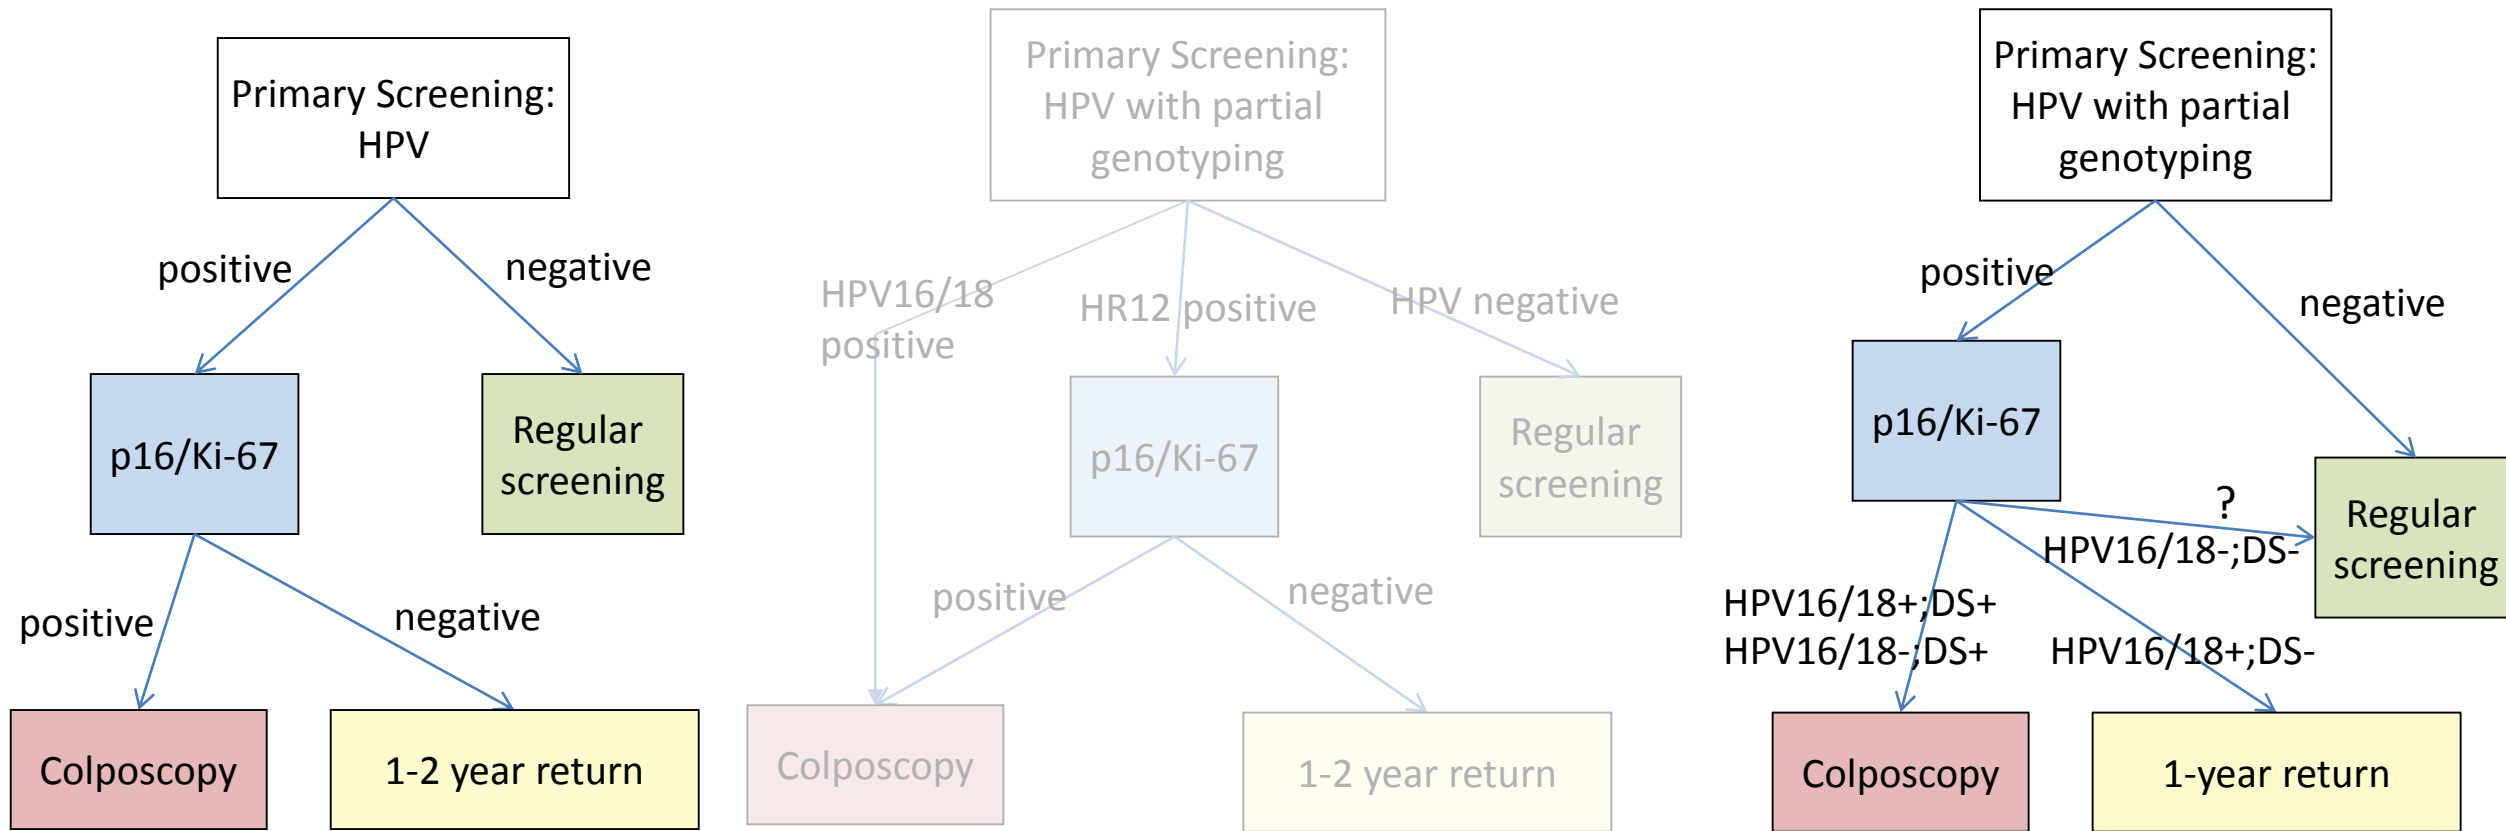 Primary Screening:
HPV
positive
negative
p16/Ki-67
Regular
screening
positive
negative
Colposcopy
1-2 year return
Primary Screening:
HPV with partial
genotyping
HPV16/18
positive
HR12 positive
HPV negative
p16/Ki-67
Regular
screening
positive
negative
Colposcopy
1-2 year return
Primary Screening:
HPV with partial
genotyping
positive
negative
p16/Ki-67
?
HPV16/18-;DS-
Regular
screening
HPV16/18+;DS+
HPV16/18-;DS+
HPV16/18+;DS-
Colposcopy
1-year return